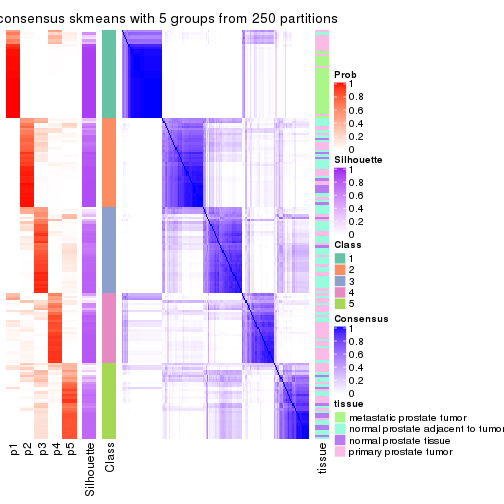 consensus skmeans with 5 groups from 250 partitions
Prob
1
0.8
0.6
0.4
0.2
0
Silhouette
1
0.8
0.6
0.4
0.2
0
Class
1
2
3
4
5
Consensus
1
0.8
0.6
0.4
0.2
0
tissue
metastatic prostate tumor
normal prostate adjacent to tumor
normal prostate tissue
primary prostate tumor
p1
p2
p3
p4
p5
Silhouette
Class
tissue